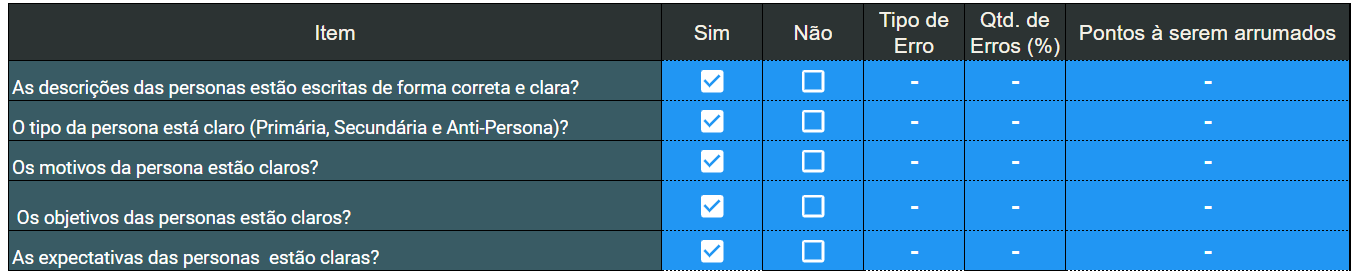 Item Sim Não Tipo de Erro Qtd. de Erros (%) Pontos à serem arrumados
As descrições das personas estão escritas de forma correta e clara? - - -
O tipo da persona está claro (Primária, Secundária e Anti-Persona)? - - -
Os motivos da persona estão claros? - - -
Os objetivos das personas estão claros? - - -
As expectativas das personas  estão claras? - - -